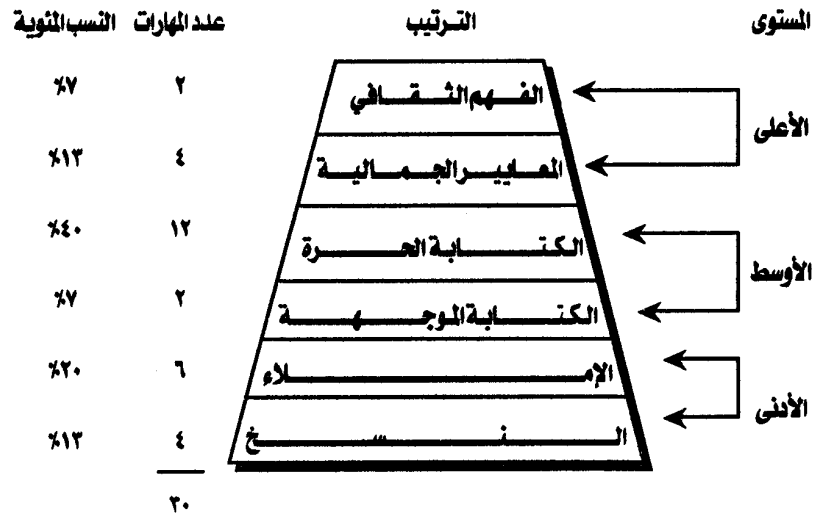 المستوى الترتيب عدد المهارات النسب المئوية
الأعلى
الفهم الثقافي ٢ ٧٪
المعايير الجمالية ٤ ١٣٪
الأوسط
الكتابة الحرة ١٢ ٤٠٪
الكتابة الموجهة ٢ ٧٪
الأدنى
الإملاء ٦ ٢٠٪
النسخ ٤ ١٣٪
٣٠